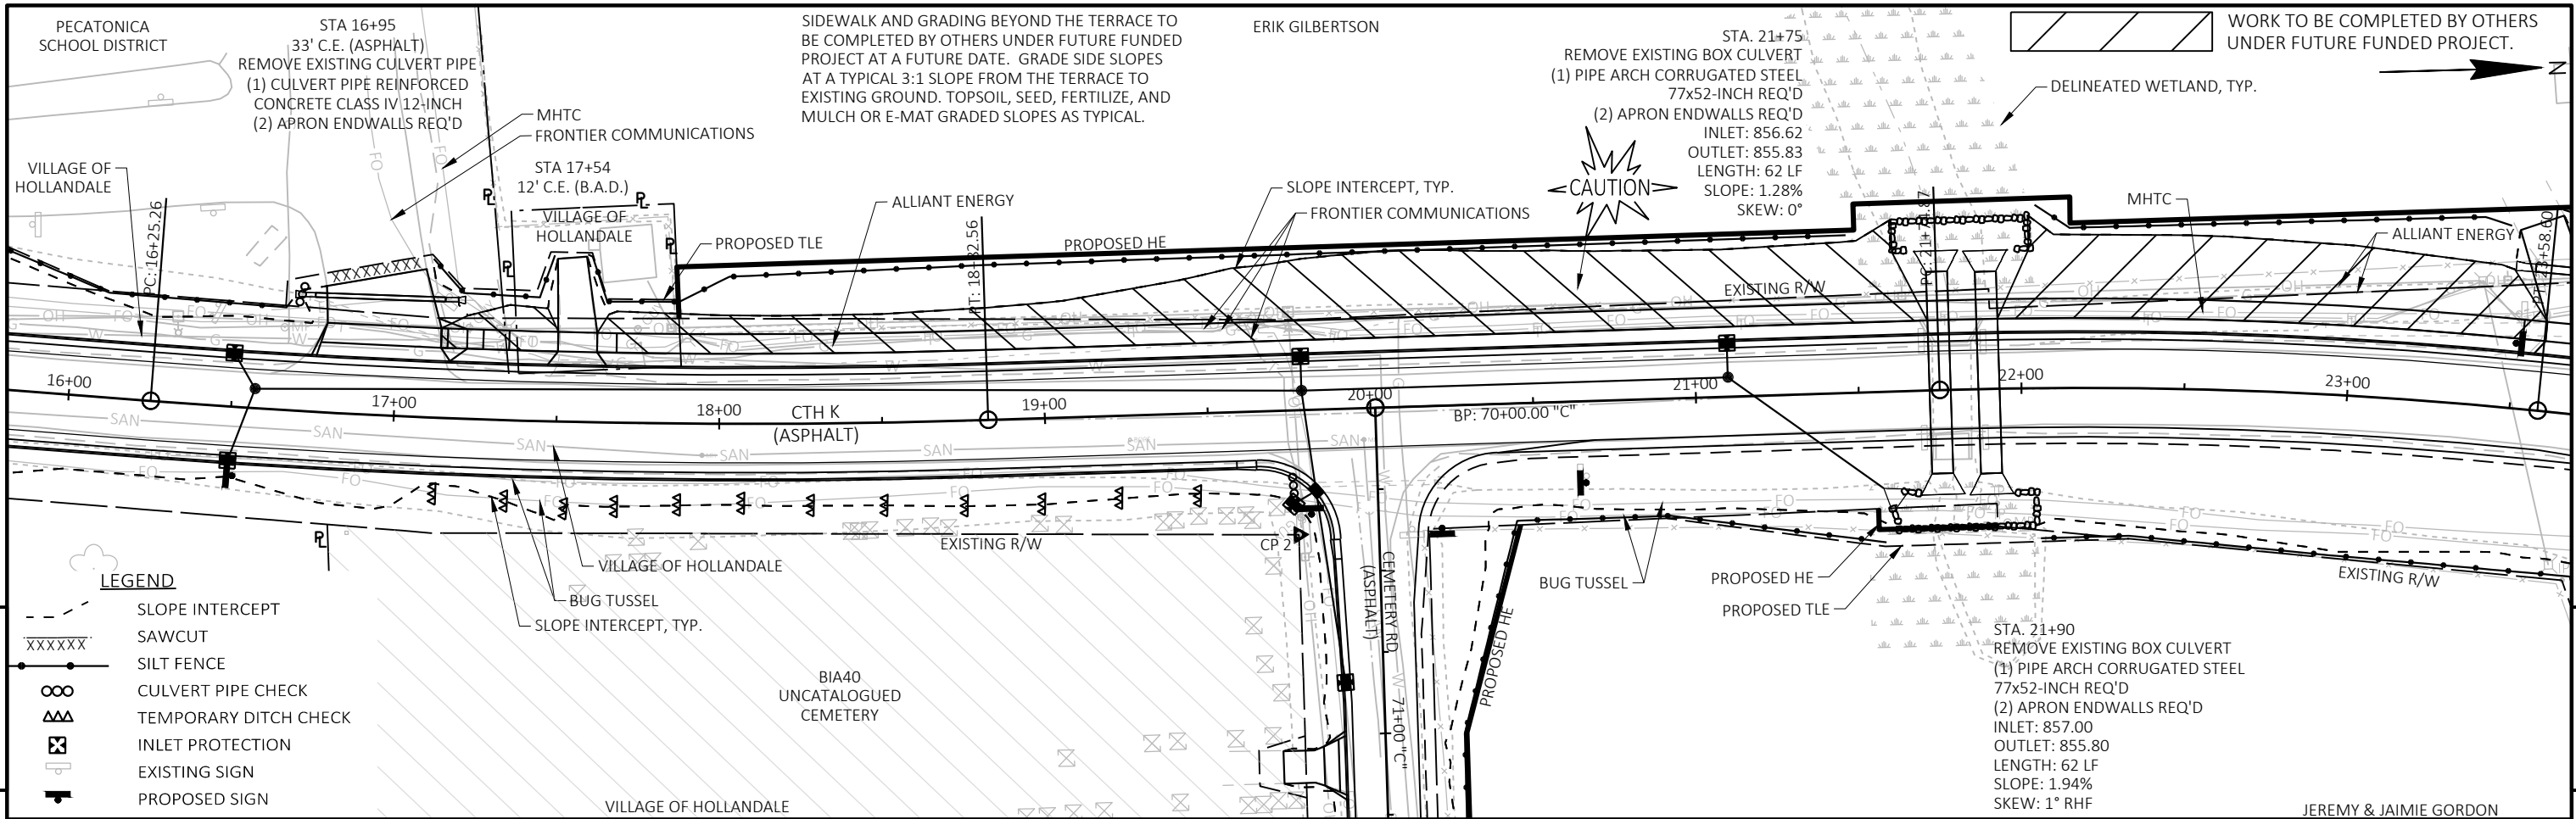 PECATONICA
SCHOOL DISTRICT
STA 16+95
33' C.E. (ASPHALT)
REMOVE EXISTING CULVERT PIPE
(1) CULVERT PIPE REINFORCED
CONCRETE CLASS IV 12-INCH
(2) APRON ENDWALLS REQ'D
SIDEWALK AND GRADING BEYOND THE TERRACE TO
BE COMPLETED BY OTHERS UNDER FUTURE FUNDED
PROJECT AT A FUTURE DATE. GRADE SIDE SLOPES
AT A TYPICAL 3:1 SLOPE FROM THE TERRACE TO
EXISTING GROUND. TOPSOIL, SEED, FERTILIZE, AND
MULCH OR E-MAT GRADED SLOPES AS TYPICAL.
ERIK GILBERTSON
STA. 21+75
REMOVE EXISTING BOX CULVERT
(1) PIPE ARCH CORRUGATED STEEL
77x52-INCH REQ'D
(2) APRON ENDWALLS REQ'D
INLET: 856.62
OUTLET: 855.83
LENGTH: 62 LF
SLOPE: 1.28%
SKEW: 0°
WORK TO BE COMPLETED BY OTHERS
UNDER FUTURE FUNDED PROJECT.
N
DELINEATED WETLAND, TYP.
MHTC
FRONTIER COMMUNICATIONS
VILLAGE OF
HOLLANDALE
STA 17+54
12' C.E. (B.A.D.)
VILLAGE OF
HOLLANDALE
ALLIANT ENERGY
PROPOSED TLE
PROPOSED HE
SLOPE INTERCEPT, TYP.
FRONTIER COMMUNICATIONS
CAUTION
MHTC
ALLIANT ENERGY
EXISTING R/W
PC: 16+25.26
16+00
17+00
18+00
19+00
20+00
21+00
22+00
23+00
CTH K
(ASPHALT)
BP: 70+00.00 "C"
SAN
SAN
SAN
SAN
SAN
SAN
SAN
EXISTING R/W
CP 2
VILLAGE OF HOLLANDALE
BUG TUSSEL
SLOPE INTERCEPT, TYP.
CEMETERY RD
(ASPHALT)
71+00 "C"
PROPOSED HE
BUG TUSSEL
PROPOSED HE
PROPOSED TLE
EXISTING R/W
LEGEND
SLOPE INTERCEPT
SAWCUT
SILT FENCE
CULVERT PIPE CHECK
TEMPORARY DITCH CHECK
INLET PROTECTION
EXISTING SIGN
PROPOSED SIGN
BIA40
UNCATALOGUED
CEMETERY
VILLAGE OF HOLLANDALE
STA. 21+90
REMOVE EXISTING BOX CULVERT
(1) PIPE ARCH CORRUGATED STEEL
77x52-INCH REQ'D
(2) APRON ENDWALLS REQ'D
INLET: 857.00
OUTLET: 855.80
LENGTH: 62 LF
SLOPE: 1.94%
SKEW: 1° RHF
JEREMY & JAIMIE GORDON